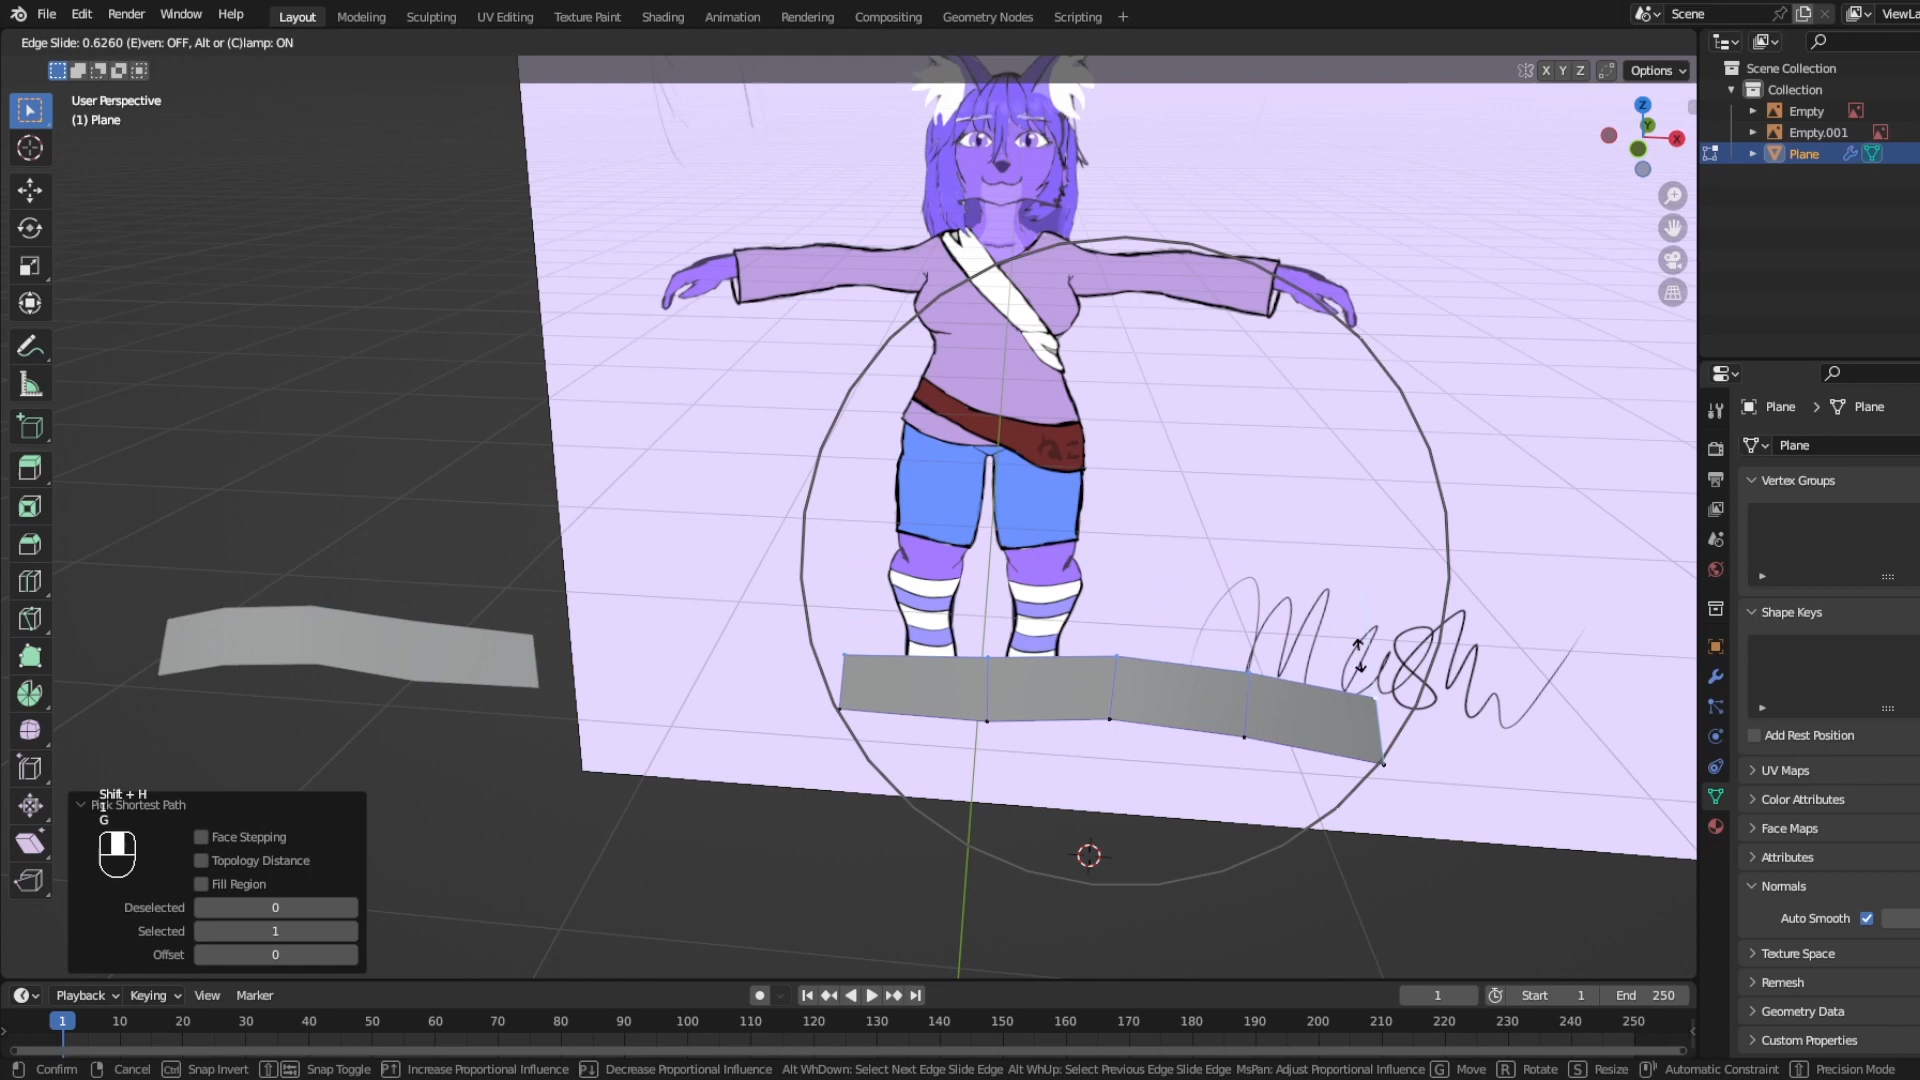 File Edit Render Window Help Layout Modeling Sculpting UV Editing Texture Paint Shading Animation Rendering Compositing Geometry Nodes Scripting + Scene ViewLa
Edge Slide: 0.6260 (E)ven: OFF, Alt or (C)lamp: ON
X Y Z Options
User Perspective
(1) Plane
Z
Y
X
Scene Collection
Collection
Empty
Empty.001
Plane
Plane > Plane
Plane
Vertex Groups
Shape Keys
Add Rest Position
UV Maps
Color Attributes
Face Maps
Attributes
Normals
Auto Smooth
Texture Space
Remesh
Geometry Data
Custom Properties
Shift + H
Pick Shortest Path
1
G
Face Stepping
Topology Distance
Fill Region
Deselected 0
Selected 1
Offset 0
Playback Keying View Marker 1 Start 1 End 250
1 10 20 30 40 50 60 70 80 90 100 110 120 130 140 150 160 170 180 190 200 210 220 230 240 250
Confirm Cancel Ctrl Snap Invert Snap Toggle Increase Proportional Influence Decrease Proportional Influence Alt WhDown: Select Next Edge Slide Edge Alt WhUp: Select Previous Edge Slide Edge MsPan: Adjust Proportional Influence G Move R Rotate S Resize Automatic Constraint Precision Mode